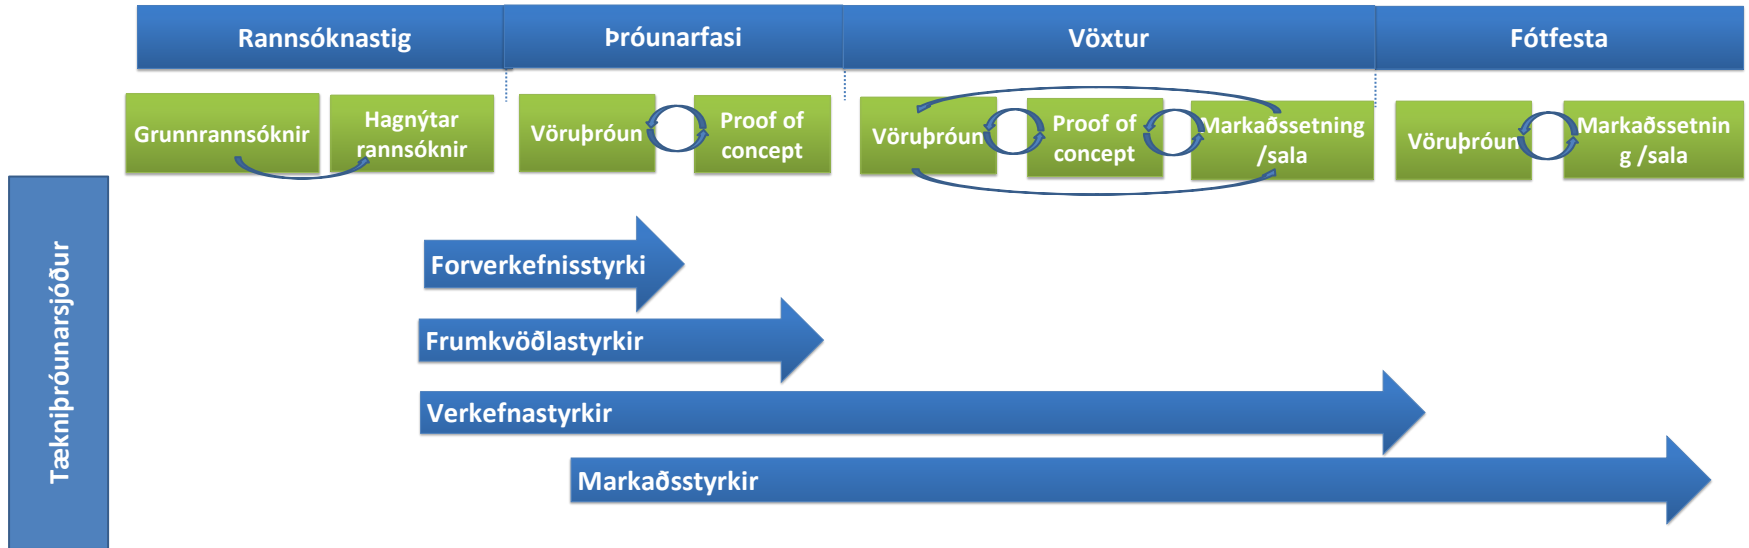 Rannsóknastig
Þróunarfasi
Vöxtur
Fótfesta
Grunnrannsóknir
Hagnýtar
rannsóknir
Vöruþróun
Proof of
concept
Vöruþróun
Proof of
concept
Markaðssetning
/sala
Vöruþróun
Markaðssetnin
g /sala
Tækniþróunarsjóður
Forverkefnisstyrki
Frumkvöðlastyrkir
Verkefnastyrkir
Markaðsstyrkir